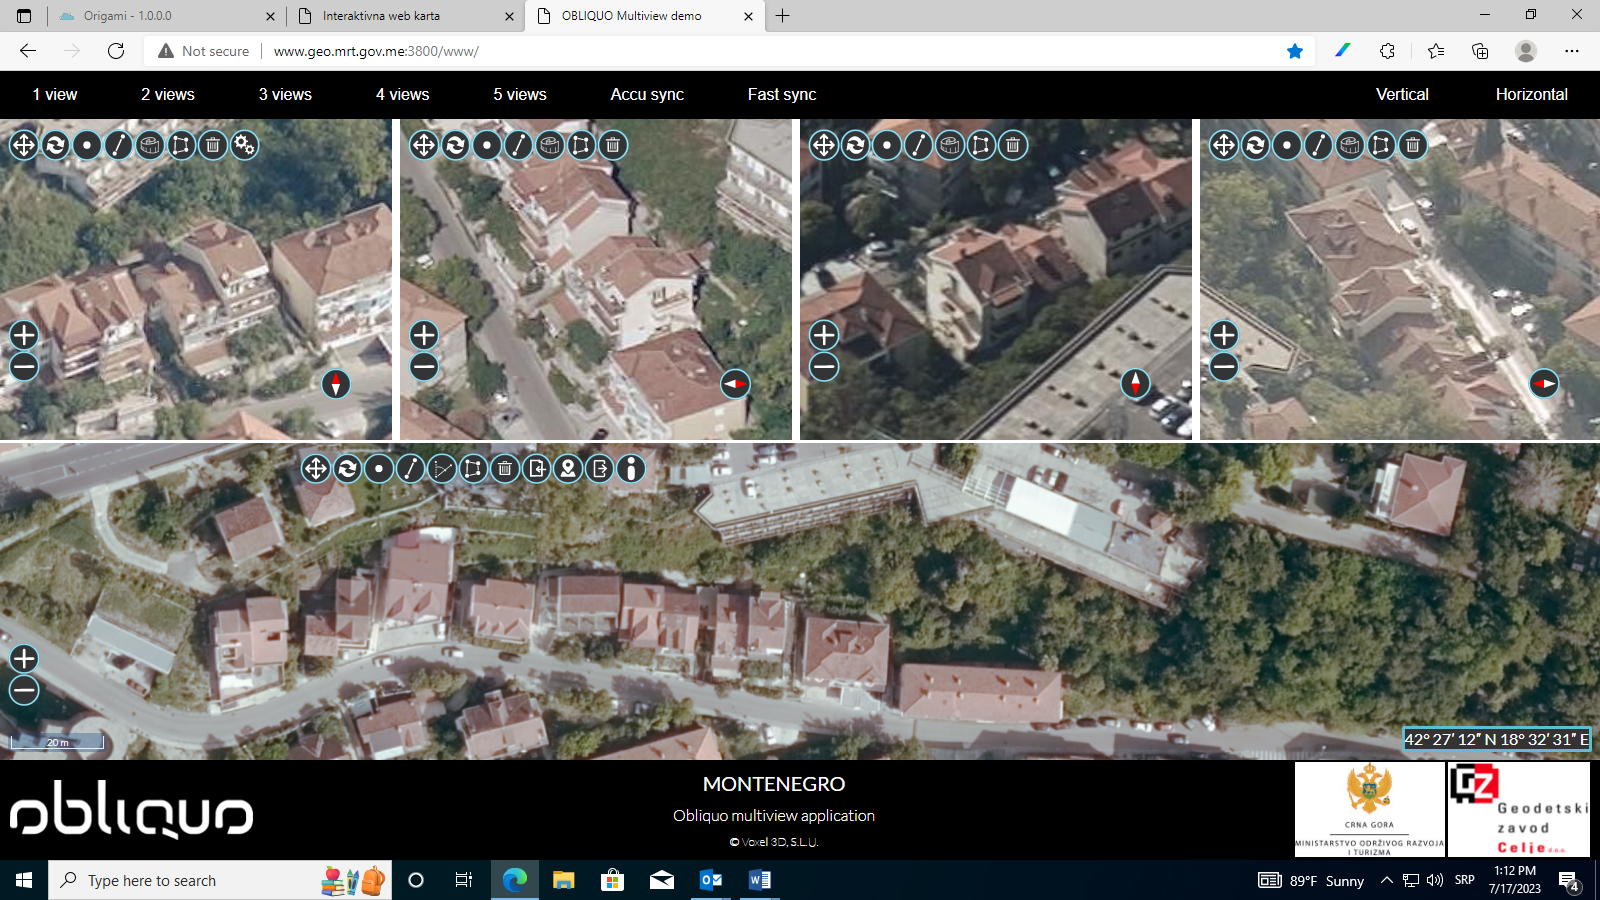 Origami - 1.0.0.0
Interaktivna web karta
OBLIQUO Multiview demo
Not secure
www.geo.mrt.gov.me:3800/www/
1 view
2 views
3 views
4 views
5 views
Accu sync
Fast sync
Vertical
Horizontal
20 m
42° 27′ 12″ N 18° 32′ 31″ E
obliquo
MONTENEGRO
Obliquo multiview application
© Voxel 3D, S.L.U.
CRNA GORA
MINISTARSTVO ODRŽIVOG RAZVOJA
I TURIZMA
GZ
Geodetski
zavod
Celje d.o.o.
Type here to search
89°F Sunny
SRP
1:12 PM
7/17/2023
4